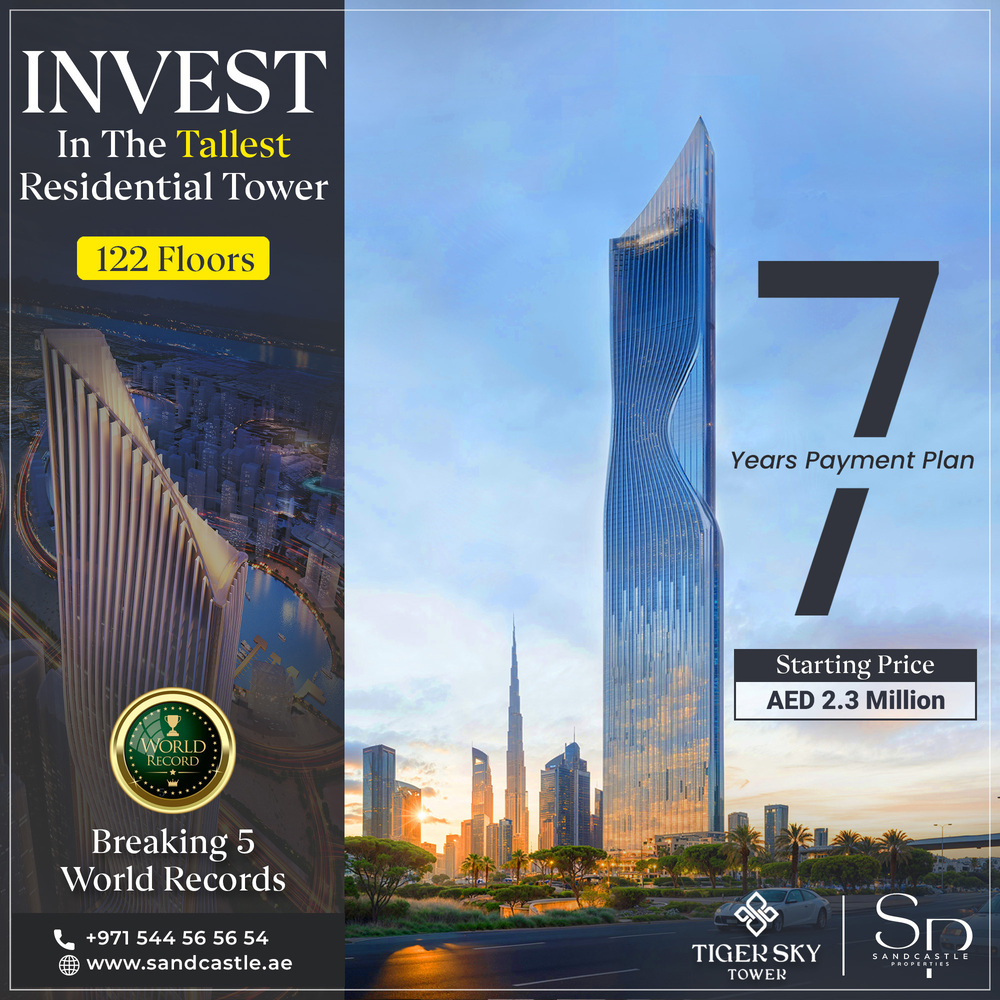 INVEST
In The Tallest
Residential Tower
122 Floors
WORLD
RECORD
Breaking 5
World Records
+971 544 56 56 54
www.sandcastle.ae
7
Years Payment Plan
Starting Price
AED 2.3 Million
TIGER SKY
TOWER
Sp
SANDCASTLE
PROPERTIES